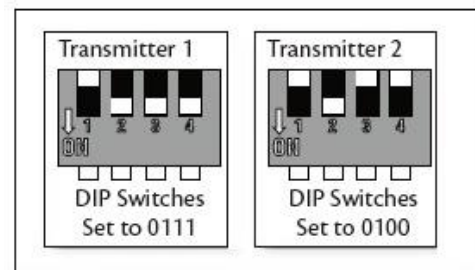 Transmitter 1
1 2 3 4
ON
DIP Switches
Set to 0111
Transmitter 2
1 2 3 4
ON
DIP Switches
Set to 0100